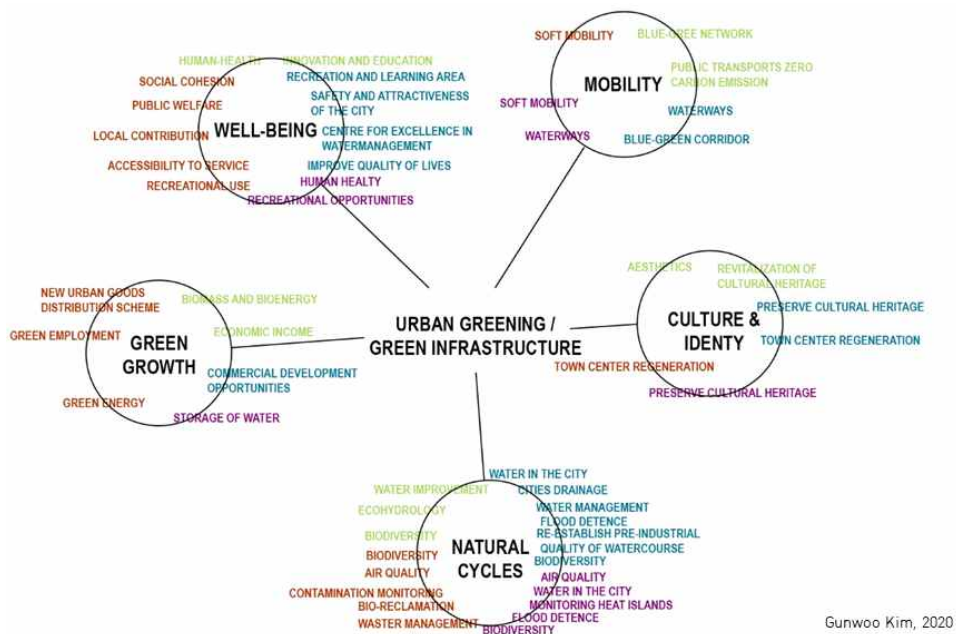 HUMAN-HEALTH
INNOVATION AND EDUCATION
RECREATION AND LEARNING AREA
SOCIAL COHESION
SAFETY AND ATTRACTIVENESS
OF THE CITY
PUBLIC WELFARE
WELL-BEING
LOCAL CONTRIBUTION
CENTRE FOR EXCELLENCE IN
WATERMANAGEMENT
ACCESSIBILITY TO SERVICE
IMPROVE QUALITY OF LIVES
RECREATIONAL USE
HUMAN HEALTY
RECREATIONAL OPPORTUNITIES
SOFT MOBILITY
BLUE-GREE NETWORK
PUBLIC TRANSPORTS ZERO
CARBON EMISSION
MOBILITY
SOFT MOBILITY
WATERWAYS
WATERWAYS
BLUE-GREEN CORRIDOR
NEW URBAN GOODS
DISTRIBUTION SCHEME
BIOMASS AND BIOENERGY
GREEN EMPLOYMENT
ECONOMIC INCOME
GREEN
GROWTH
COMMERCIAL DEVELOPMENT
OPPORTUNITIES
GREEN ENERGY
STORAGE OF WATER
URBAN GREENING /
GREEN INFRASTRUCTURE
AESTHETICS
REVITALIZATION OF
CULTURAL HERITAGE
PRESERVE CULTURAL HERITAGE
CULTURE &
IDENTY
TOWN CENTER REGENERATION
TOWN CENTER REGENERATION
PRESERVE CULTURAL HERITAGE
WATER IN THE CITY
WATER IMPROVEMENT
CITIES DRAINAGE
ECOHYDROLOGY
WATER MANAGEMENT
FLOOD DETENCE
BIODIVERSITY
RE-ESTABLISH PRE-INDUSTRIAL
QUALITY OF WATERCOURSE
NATURAL
CYCLES
BIODIVERSITY
BIODIVERSITY
AIR QUALITY
AIR QUALITY
CONTAMINATION MONITORING
WATER IN THE CITY
BIO-RECLAMATION
MONITORING HEAT ISLANDS
WASTER MANAGEMENT
FLOOD DETENCE
BIODIVERSITY
Gunwoo Kim, 2020